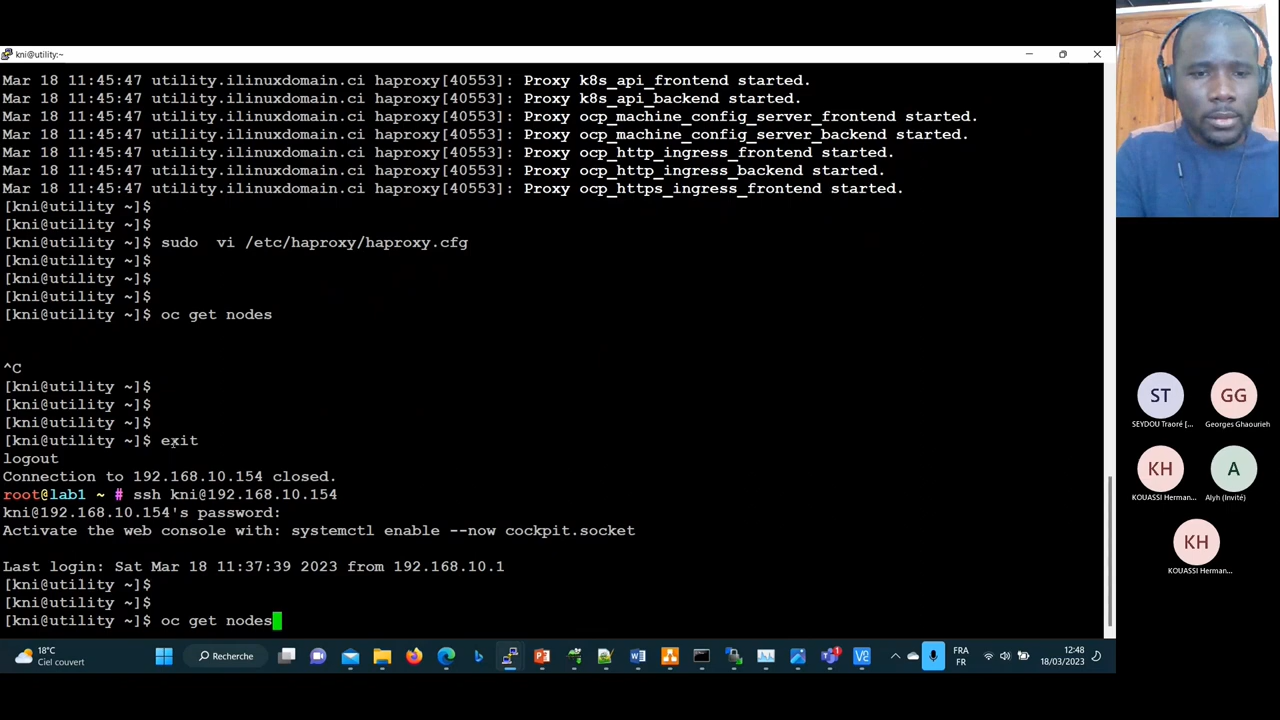 kni@utility:~
Mar 18 11:45:47 utility.ilinuxdomain.ci haproxy[40553]: Proxy k8s_api_frontend started.
Mar 18 11:45:47 utility.ilinuxdomain.ci haproxy[40553]: Proxy k8s_api_backend started.
Mar 18 11:45:47 utility.ilinuxdomain.ci haproxy[40553]: Proxy ocp_machine_config_server_frontend started.
Mar 18 11:45:47 utility.ilinuxdomain.ci haproxy[40553]: Proxy ocp_machine_config_server_backend started.
Mar 18 11:45:47 utility.ilinuxdomain.ci haproxy[40553]: Proxy ocp_http_ingress_frontend started.
Mar 18 11:45:47 utility.ilinuxdomain.ci haproxy[40553]: Proxy ocp_http_ingress_backend started.
Mar 18 11:45:47 utility.ilinuxdomain.ci haproxy[40553]: Proxy ocp_https_ingress_frontend started.
[kni@utility ~]$
[kni@utility ~]$
[kni@utility ~]$ sudo  vi /etc/haproxy/haproxy.cfg
[kni@utility ~]$
[kni@utility ~]$
[kni@utility ~]$
[kni@utility ~]$ oc get nodes
^C
[kni@utility ~]$
[kni@utility ~]$
[kni@utility ~]$
[kni@utility ~]$ exit
logout
Connection to 192.168.10.154 closed.
root@lab1 ~ # ssh kni@192.168.10.154
kni@192.168.10.154's password:
Activate the web console with: systemctl enable --now cockpit.socket
Last login: Sat Mar 18 11:37:39 2023 from 192.168.10.1
[kni@utility ~]$
[kni@utility ~]$
[kni@utility ~]$ oc get nodes
ST
GG
SEYDOU Traoré [...
Georges Ghaourieh
KH
A
KOUASSI Herman...
Alyh (Invité)
KH
KOUASSI Herman...
18°C
Ciel couvert
Recherche
1
FRA
FR
12:48
18/03/2023